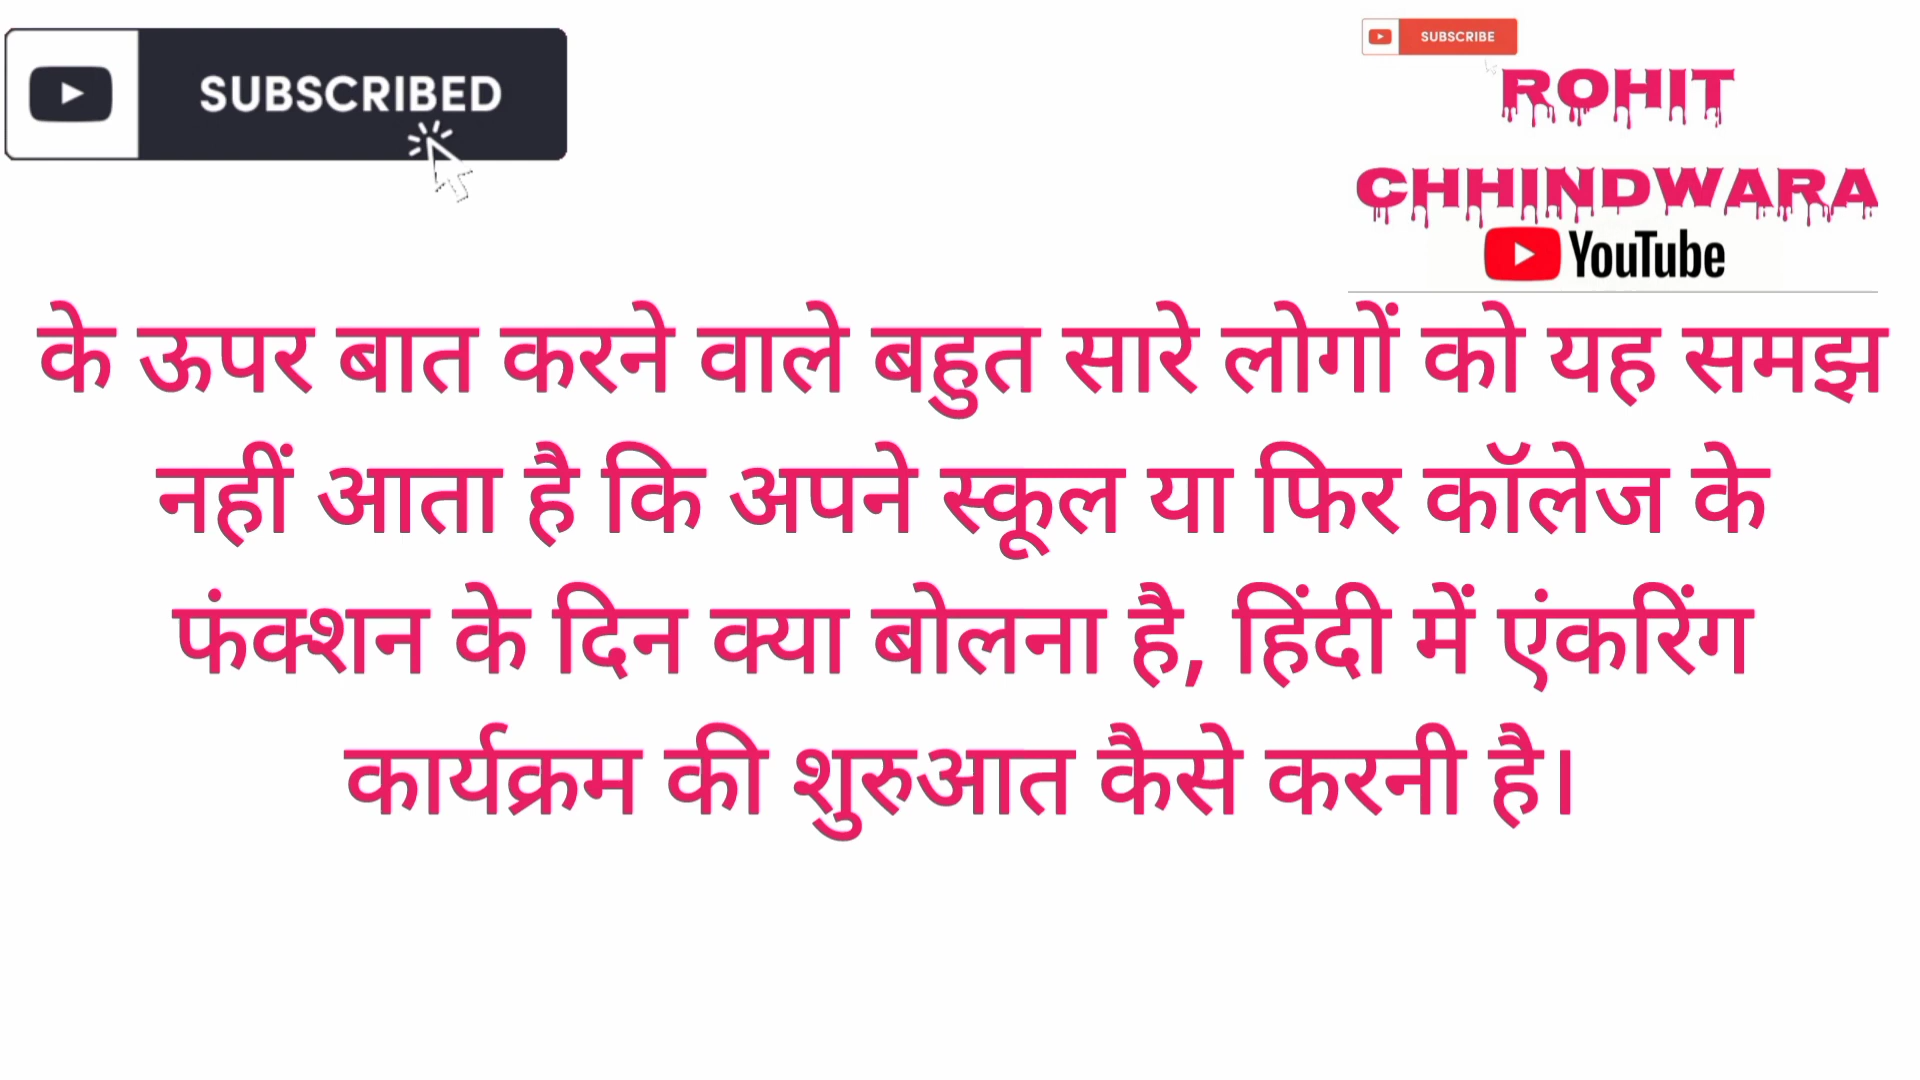 SUBSCRIBED
SUBSCRIBE
ROHIT
CHHINDWARA
YouTube
के ऊपर बात करने वाले बहुत सारे लोगों को यह समझ
नहीं आता है कि अपने स्कूल या फिर कॉलेज के
फंक्शन के दिन क्या बोलना है, हिंदी में एंकरिंग
कार्यक्रम की शुरुआत कैसे करनी है।